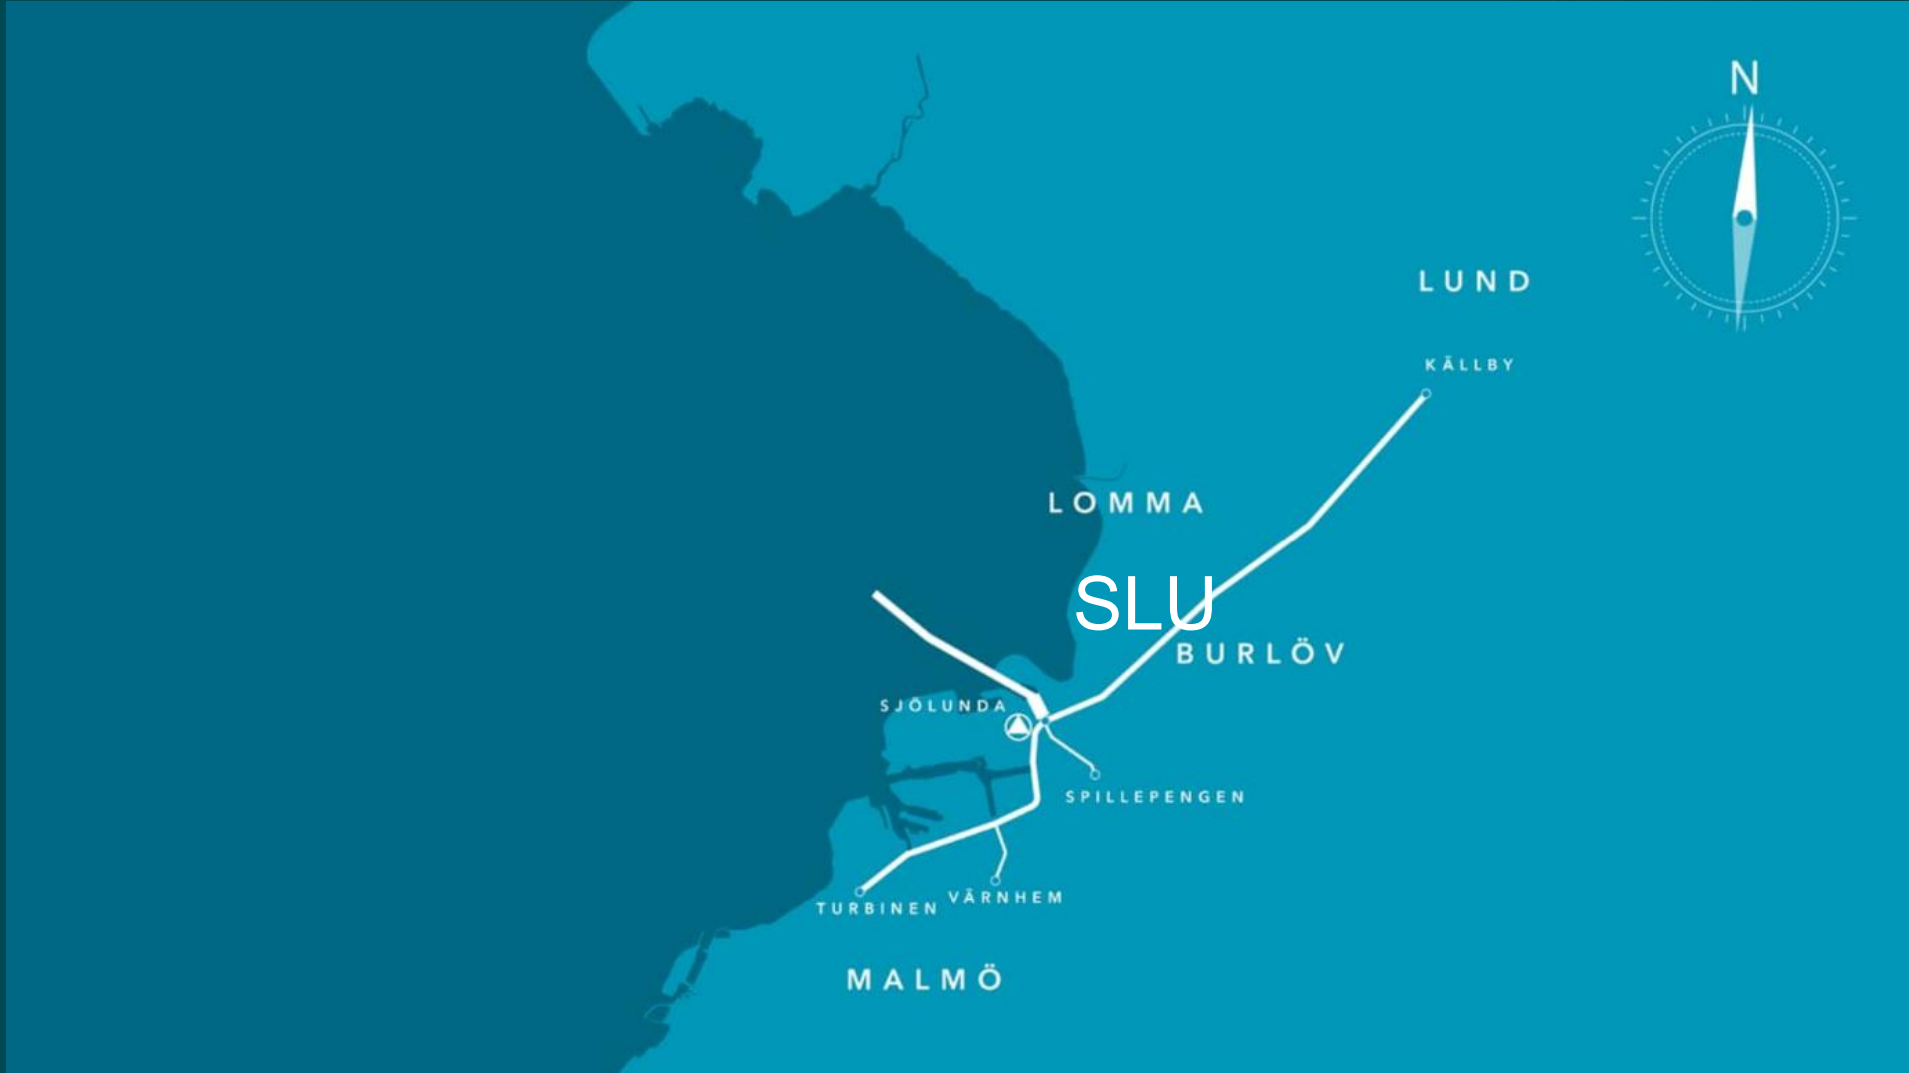 N
LUND
KÄLLBY
LOMMA
SLU
BURLÖV
SJÖLUNDA
SPILLEPENGEN
VÄRNHEM
TURBINEN
MALMÖ